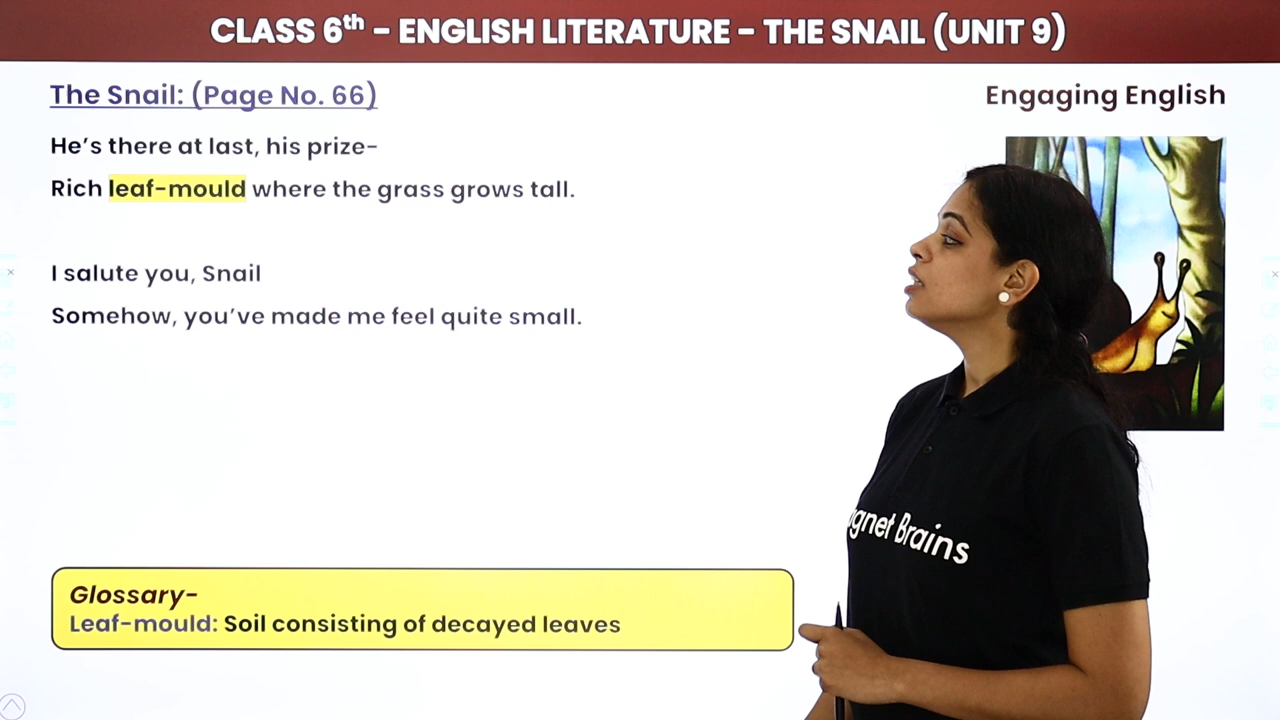 CLASS 6th - ENGLISH LITERATURE - THE SNAIL (UNIT 9)
The Snail: (Page No. 66)
Engaging English
He's there at last, his prize-
Rich leaf-mould where the grass grows tall.
I salute you, Snail
Somehow, you've made me feel quite small.
Brains
Glossary-
Leaf-mould: Soil consisting of decayed leaves